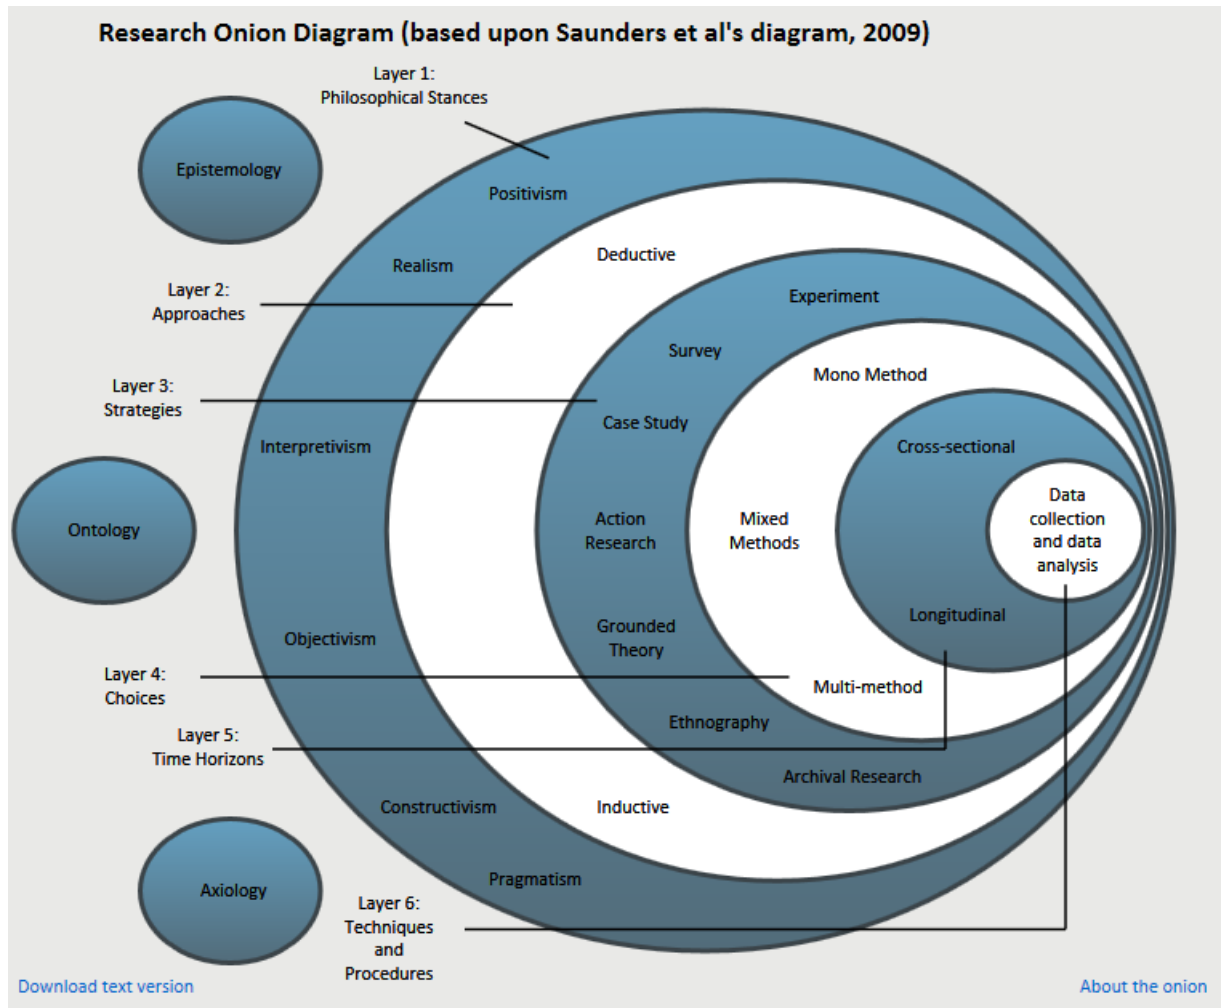 Research Onion Diagram (based upon Saunders et al's diagram, 2009)
Layer 1:
Philosophical Stances
Epistemology
Positivism
Realism
Deductive
Layer 2:
Approaches
Experiment
Survey
Layer 3:
Strategies
Mono Method
Case Study
Interpretivism
Cross-sectional
Ontology
Action
Research
Mixed
Methods
Data
collection
and data
analysis
Longitudinal
Grounded
Theory
Objectivism
Layer 4:
Choices
Multi-method
Ethnography
Layer 5:
Time Horizons
Archival Research
Constructivism
Inductive
Pragmatism
Axiology
Layer 6:
Techniques
and
Procedures
Download text version
About the onion